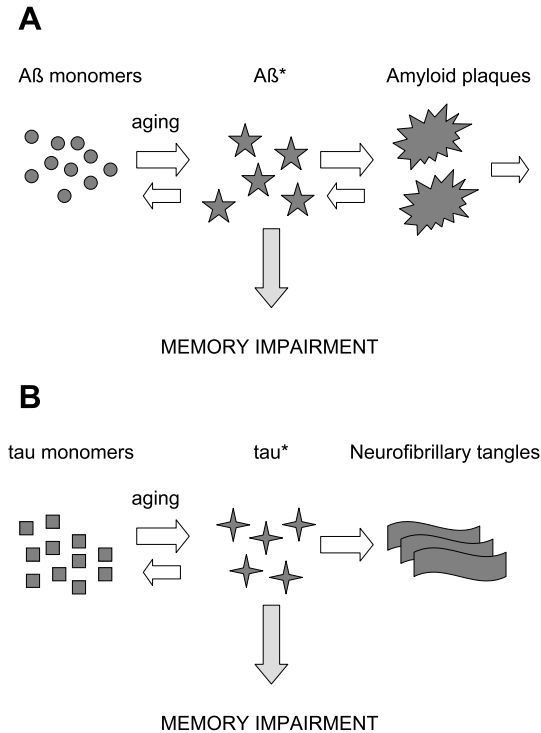 A
Aß monomers
Aß*
Amyloid plaques
aging
MEMORY IMPAIRMENT
B
tau monomers
tau*
Neurofibrillary tangles
aging
MEMORY IMPAIRMENT